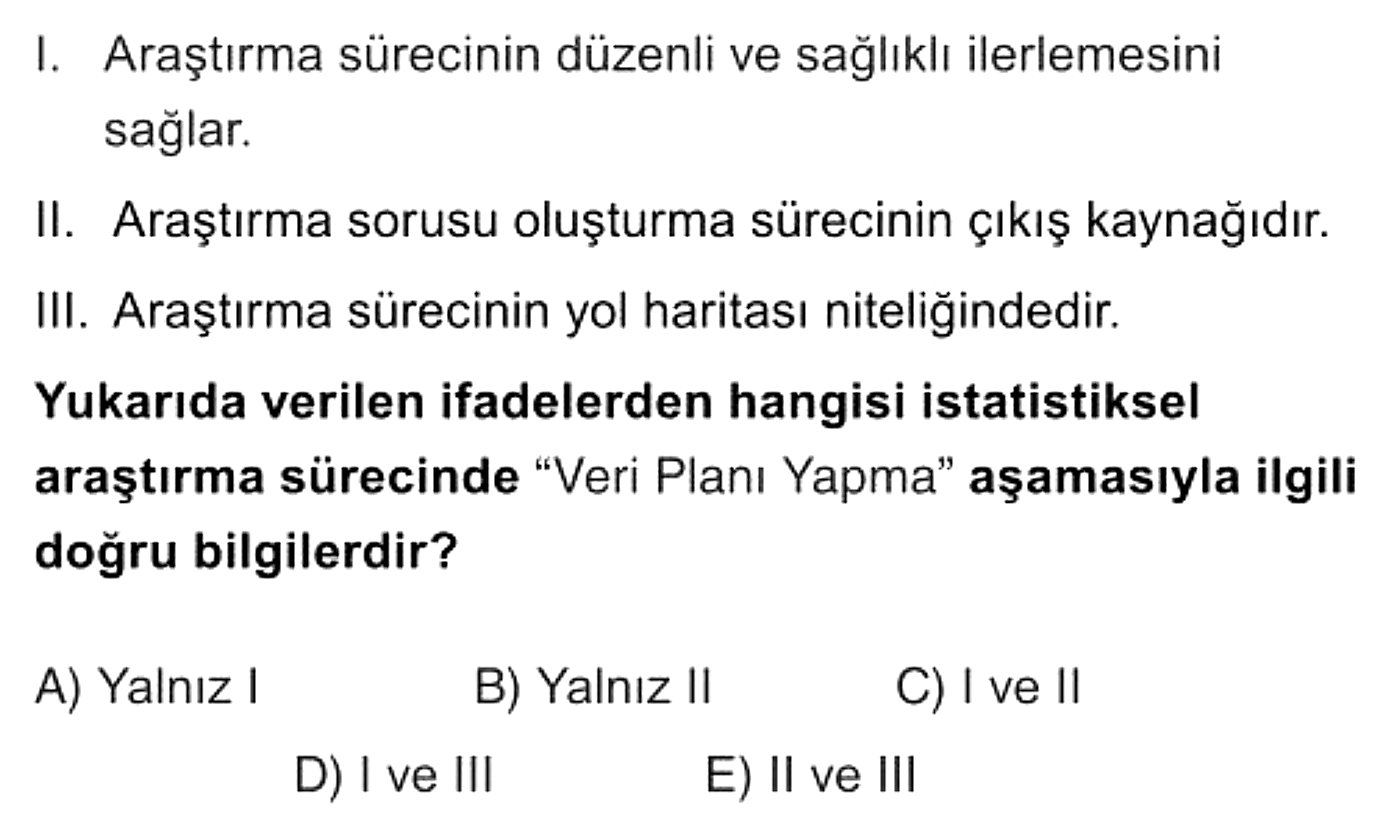 I. Araştırma sürecinin düzenli ve sağlıklı ilerlemesini
sağlar.
II. Araştırma sorusu oluşturma sürecinin çıkış kaynağıdır.
III. Araştırma sürecinin yol haritası niteliğindedir.
Yukarıda verilen ifadelerden hangisi istatistiksel
araştırma sürecinde “Veri Planı Yapma” aşamasıyla ilgili
doğru bilgilerdir?
A) Yalnız I B) Yalnız II C) I ve II
D) I ve III E) II ve III